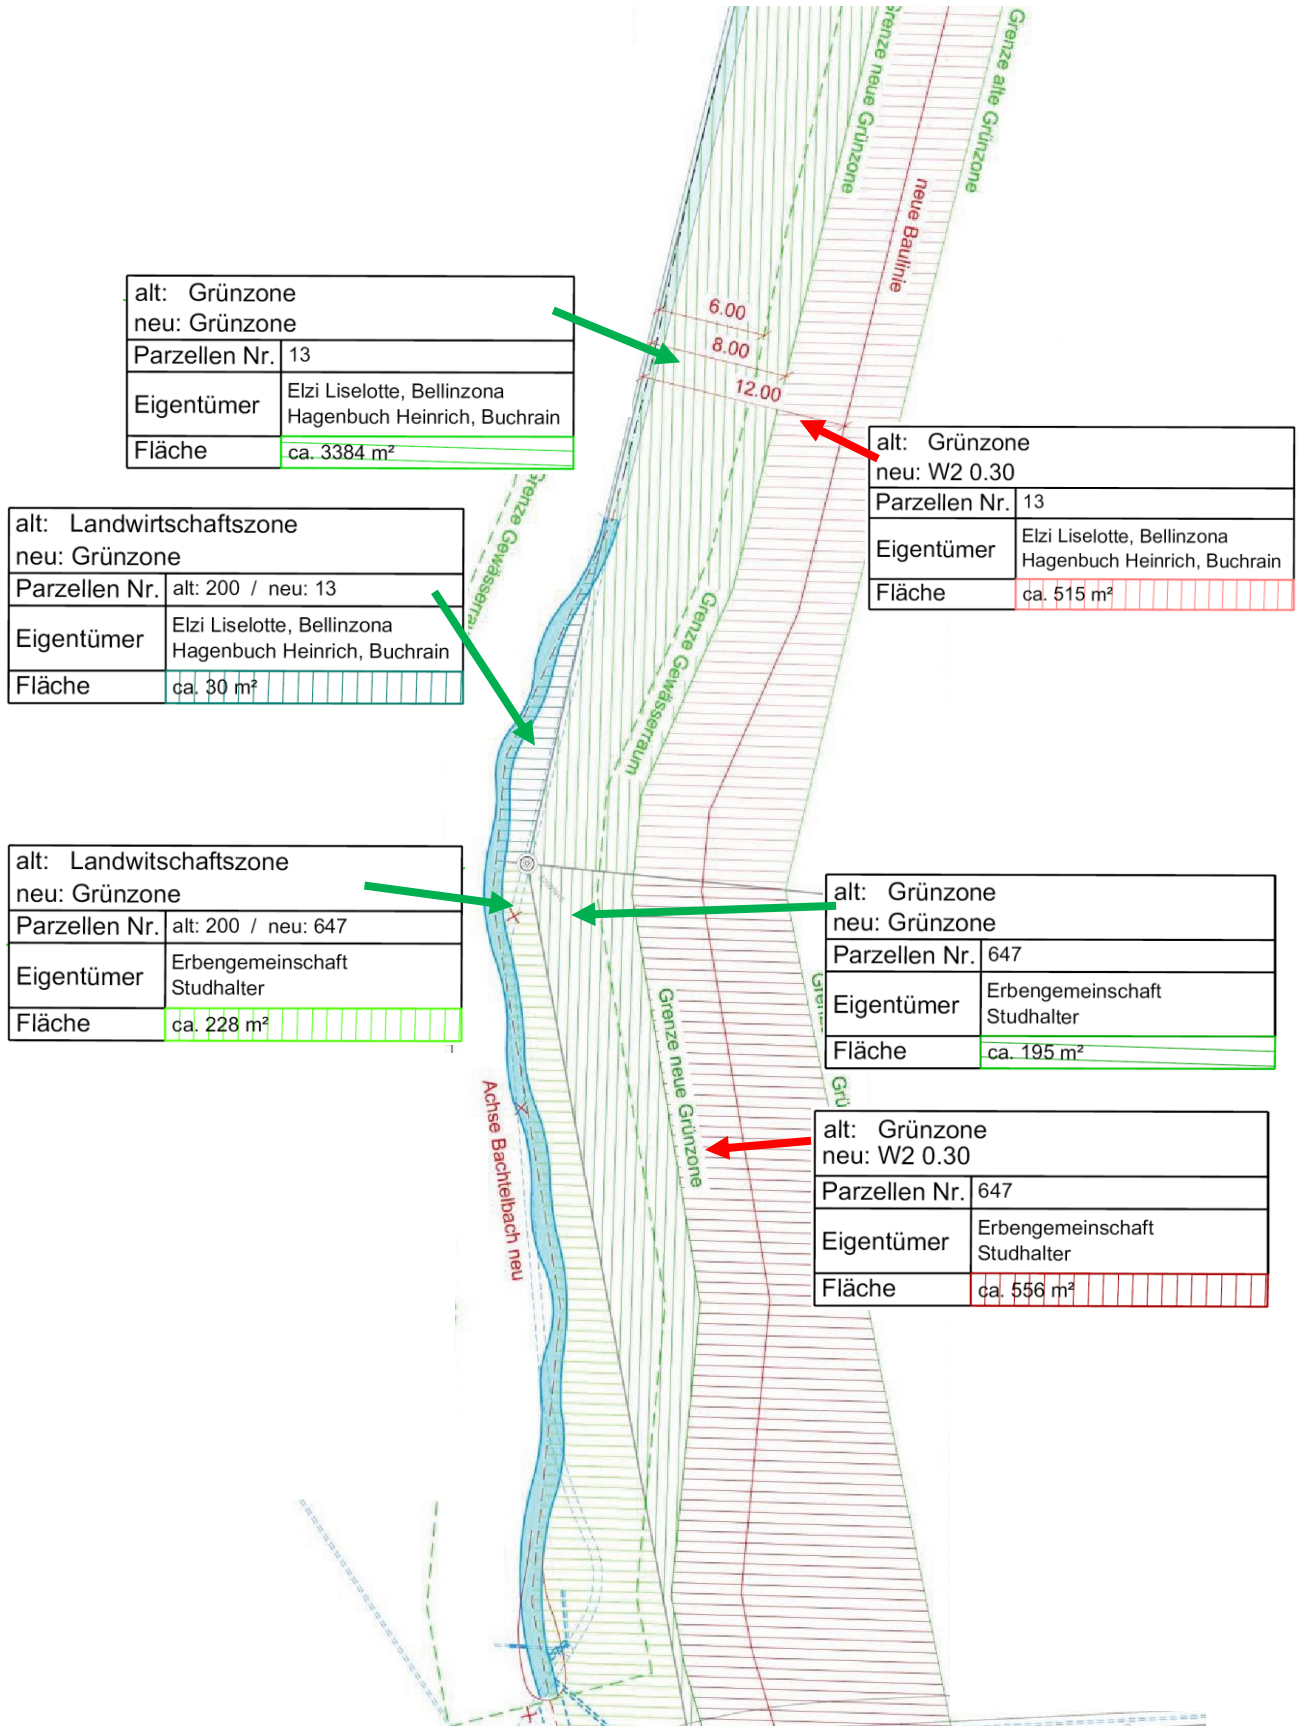 Grenze neue Grünzone
Grenze alte Grünzone
neue Baulinie
6.00
8.00
12.00
alt: Grünzone
neu: Grünzone
Parzellen Nr. 13
Eigentümer Elzi Liselotte, Bellinzona
Hagenbuch Heinrich, Buchrain
Fläche ca. 3384 m²
alt: Grünzone
neu: W2 0.30
Parzellen Nr. 13
Eigentümer Elzi Liselotte, Bellinzona
Hagenbuch Heinrich, Buchrain
Fläche ca. 515 m²
Grenze Gewässerraum
alt: Landwirtschaftszone
neu: Grünzone
Parzellen Nr. alt: 200 / neu: 13
Eigentümer Elzi Liselotte, Bellinzona
Hagenbuch Heinrich, Buchrain
Fläche ca. 30 m²
Grenze Gewässerraum
alt: Landwitschaftszone
neu: Grünzone
Parzellen Nr. alt: 200 / neu: 647
Eigentümer Erbengemeinschaft
Studhalter
Fläche ca. 228 m²
alt: Grünzone
neu: Grünzone
Parzellen Nr. 647
Eigentümer Erbengemeinschaft
Studhalter
Fläche ca. 195 m²
Grenze neue Grünzone
Grü
Achse Bachtelbach neu
alt: Grünzone
neu: W2 0.30
Parzellen Nr. 647
Eigentümer Erbengemeinschaft
Studhalter
Fläche ca. 556 m²